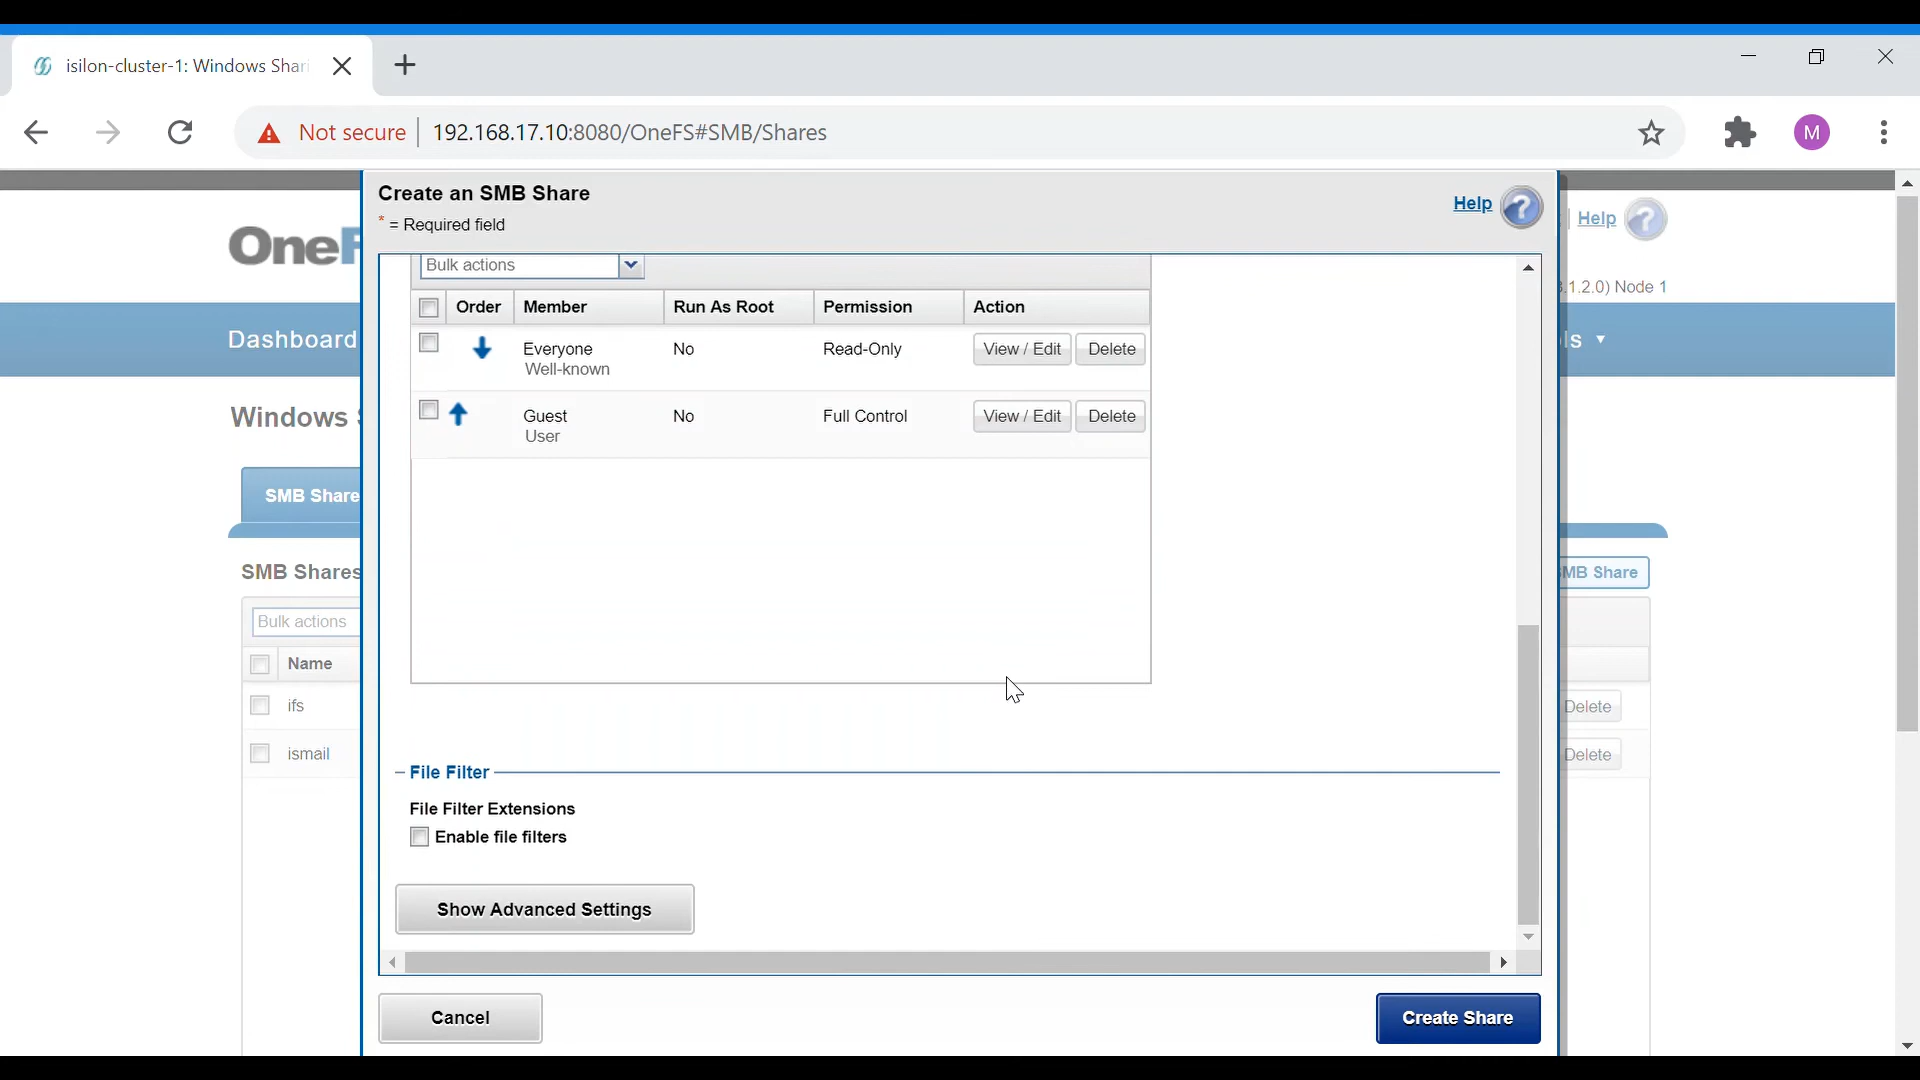 isilon-cluster-1: Windows Shari
Not secure 192.168.17.10:8080/OneFS#SMB/Shares M
Create an SMB Share
* = Required field
Help
Help
OneF
.1.2.0) Node 1
Dashboard
ls
Windows S
SMB Share
SMB Shares
MB Share
Bulk actions
Name
ifs
Delete
ismail
Delete
Bulk actions
Order Member Run As Root Permission Action
Everyone No Read-Only View / Edit Delete
Well-known
Guest No Full Control View / Edit Delete
User
File Filter
File Filter Extensions
Enable file filters
Show Advanced Settings
Cancel Create Share